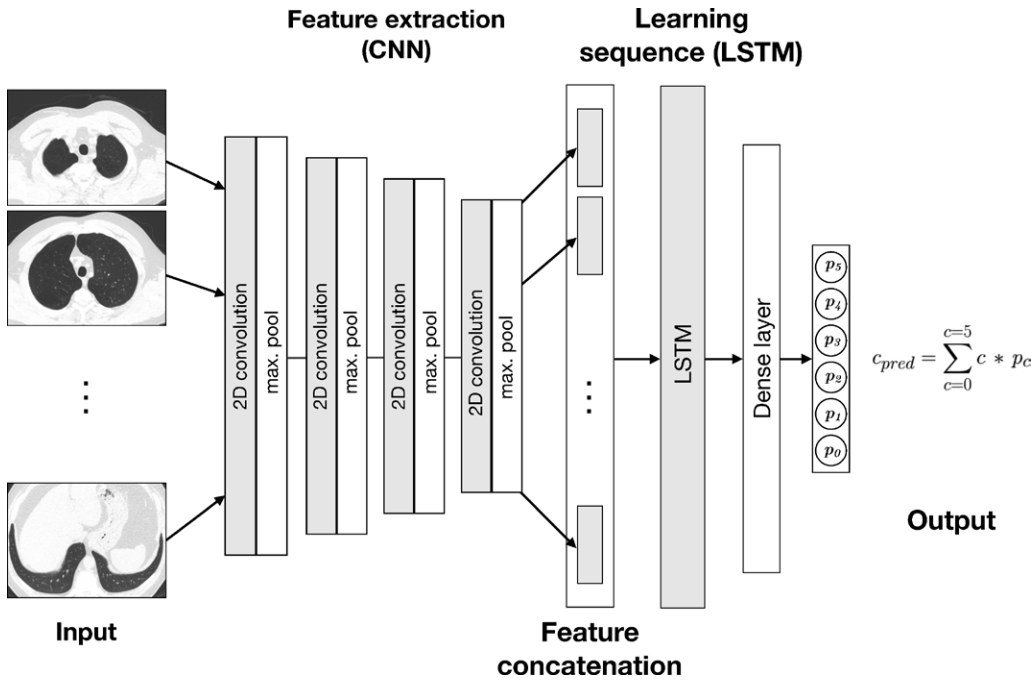 Feature extraction
(CNN)
Learning
sequence (LSTM)
2D convolution
max. pool
2D convolution
max. pool
2D convolution
max. pool
2D convolution
max. pool
LSTM
Dense layer
p5
p4
p3
p2
p1
p0
c_pred = ∑_{c=0}^{c=5} c * p_c
Input
Feature
concatenation
Output